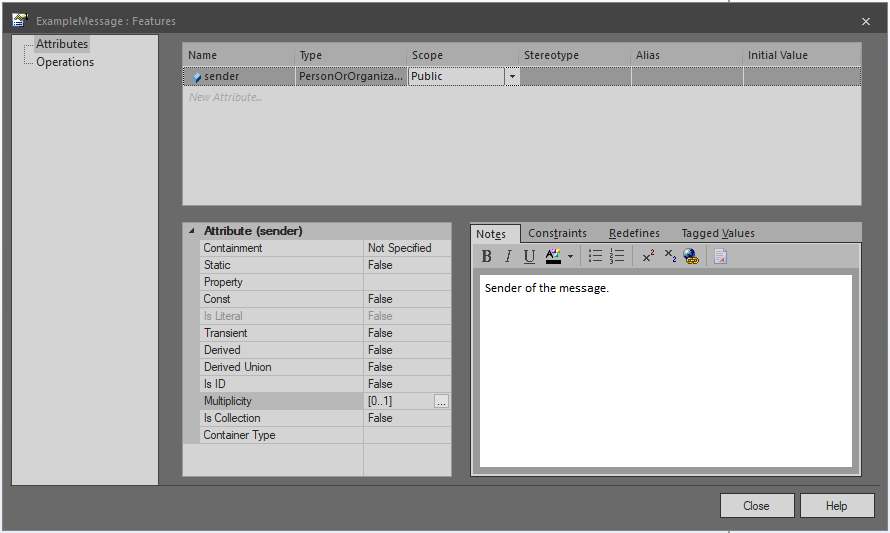 ExampleMessage : Features
Attributes
Operations
Name Type Scope Stereotype Alias Initial Value
sender PersonOrOrganiza... Public
New Attribute...
Attribute (sender)
Containment Not Specified
Static False
Property
Const False
Is Literal False
Transient False
Derived False
Derived Union False
Is ID False
Multiplicity [0..1] ...
Is Collection False
Container Type
Notes Constraints Redefines Tagged Values
B I U A x² x₂
Sender of the message.
Close Help